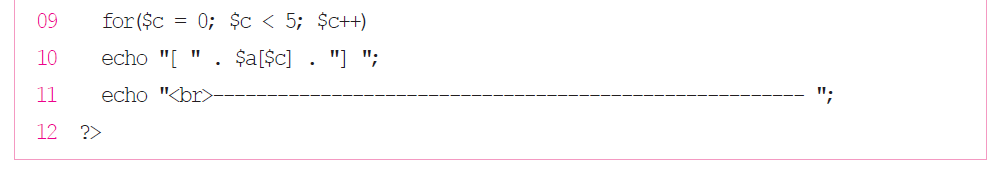 09 for($c = 0; $c < 5; $c++)
10 echo "[ " . $a[$c] . "] ";
11 echo "<br>------------------------------------------------------- ";
12 ?>